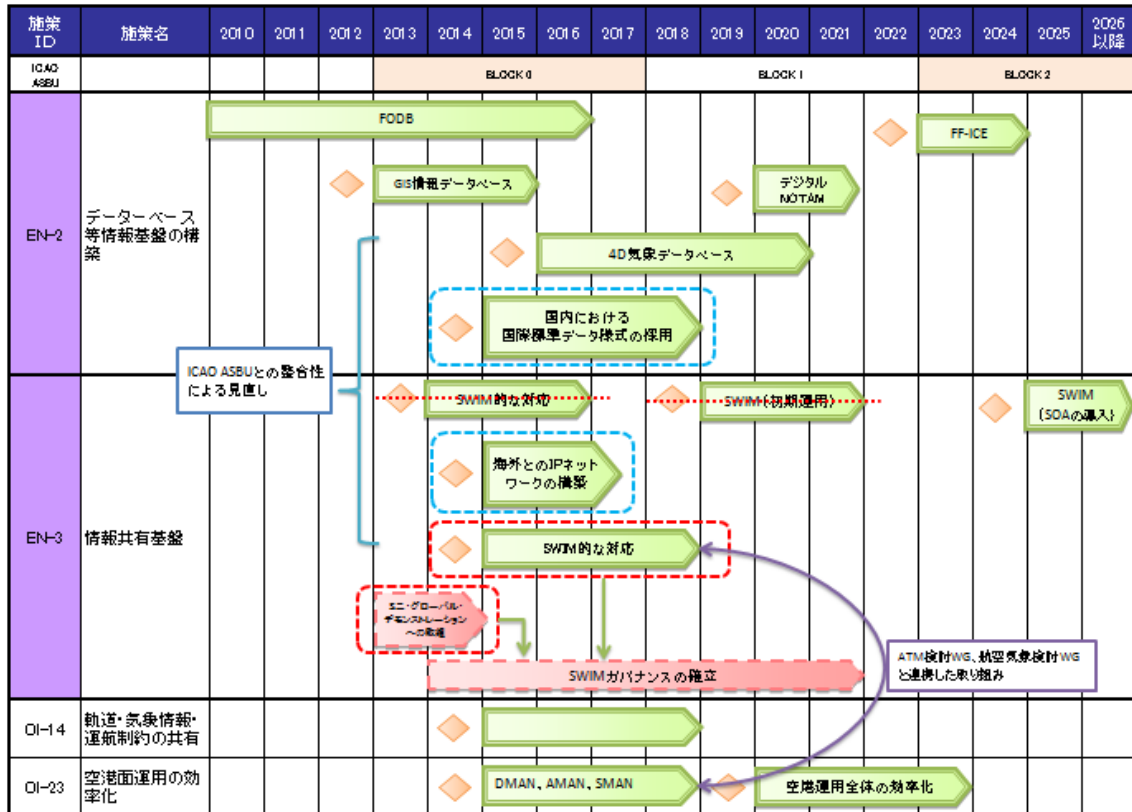 施策
ID
施策名
2010
2011
2012
2013
2014
2015
2016
2017
2018
2019
2020
2021
2022
2023
2024
2025
2026
以降
ICAO
ASBU
BLOCK 0
BLOCK 1
BLOCK 2
EN-2
データーベース
等情報基盤の構
築
FODB
FF-ICE
GIS情報データベース
デジタル
NOTAM
4D気象データベース
国内における
国際標準データ様式の採用
ICAO ASBUとの整合性
による見直し
EN-3
情報共有基盤
SWIM的な対応
SWIM(初期運用)
SWIM
(SOAの導入)
海外とのIPネット
ワークの構築
SWIM的な対応
ミニ・グローバル・
デモンストレーション
への取組
ATM検討WG、航空気象検討WG
と連携した取り組み
SWIMガバナンスの確立
OI-14
軌道・気象情報・
運航制約の共有
OI-23
空港面運用の効
率化
DMAN、AMAN、SMAN
空港運用全体の効率化